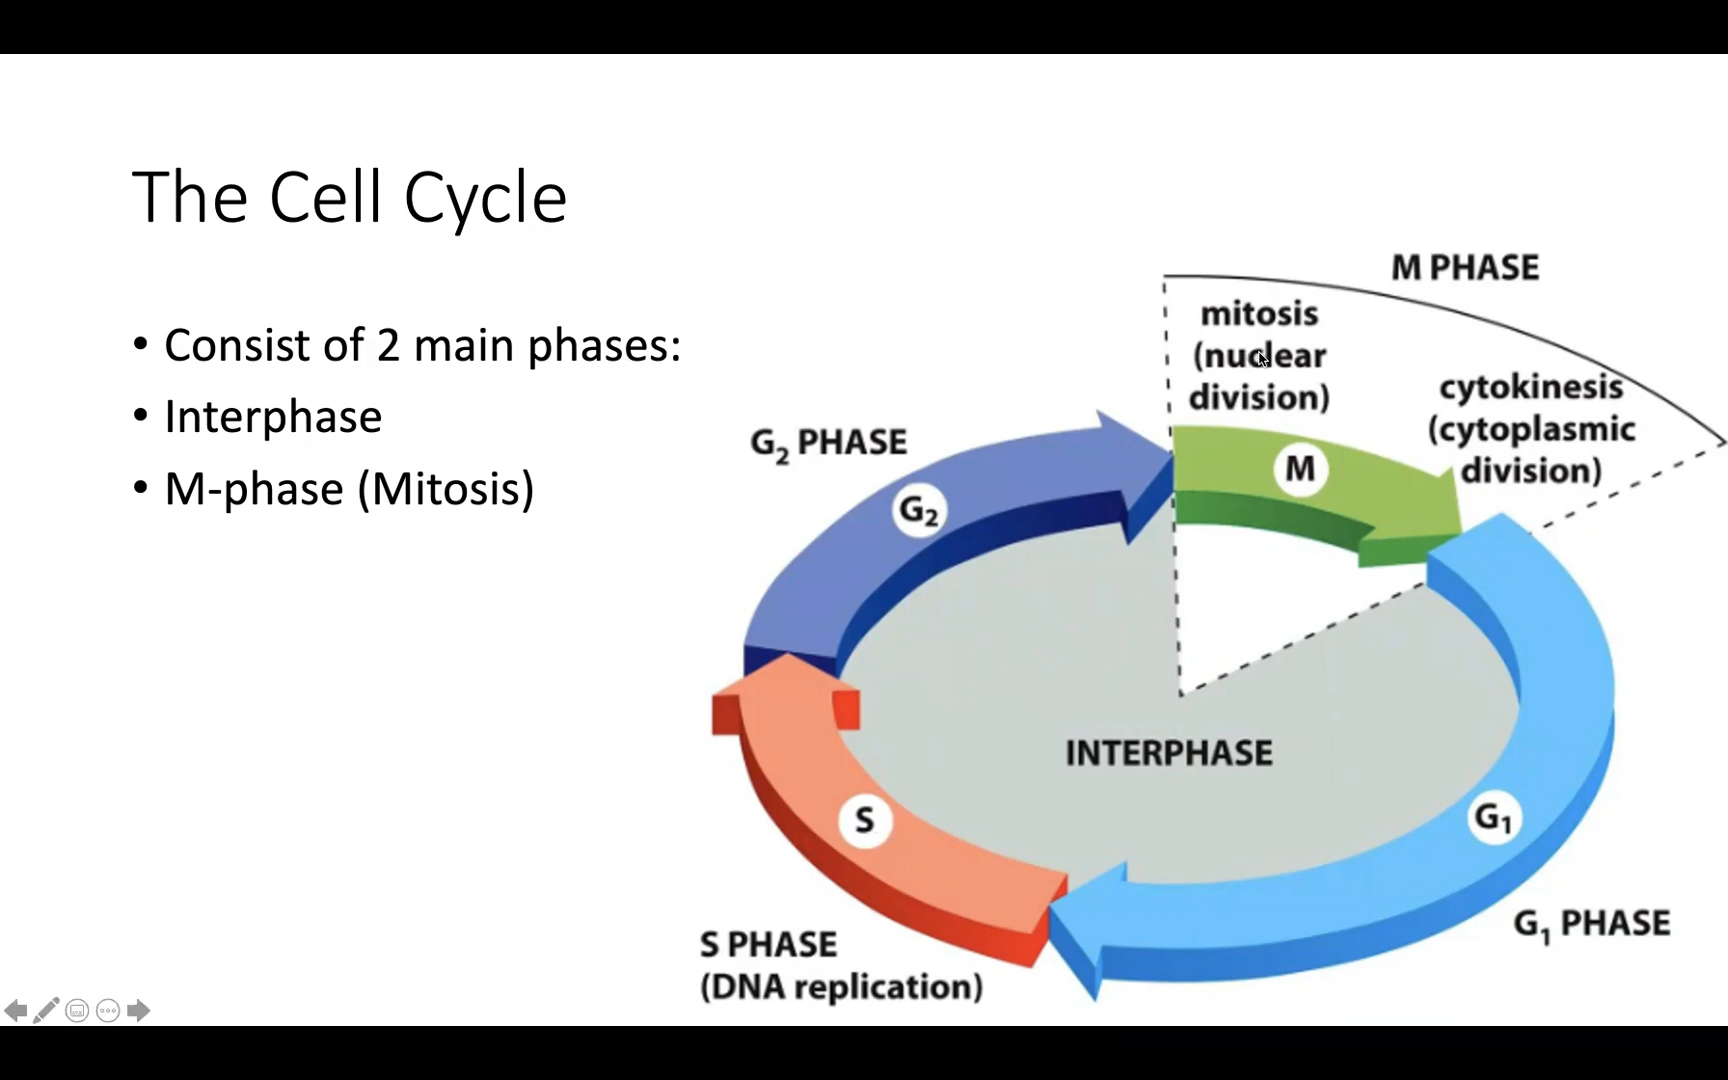 The Cell Cycle
• Consist of 2 main phases:
• Interphase
• M-phase (Mitosis)
M PHASE
mitosis
(nuclear
division)
cytokinesis
(cytoplasmic
division)
G₂ PHASE
G₂
M
INTERPHASE
S
G₁
G₁ PHASE
S PHASE
(DNA replication)